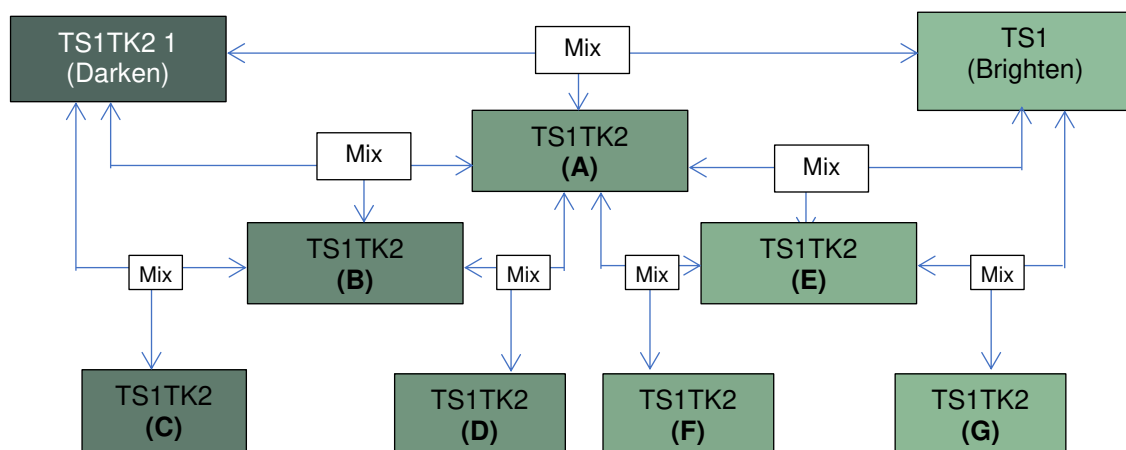 TS1TK2 1
(Darken)
Mix
TS1
(Brighten)
TS1TK2
(A)
Mix
Mix
TS1TK2
(B)
TS1TK2
(E)
Mix
Mix
Mix
Mix
TS1TK2
(C)
TS1TK2
(D)
TS1TK2
(F)
TS1TK2
(G)